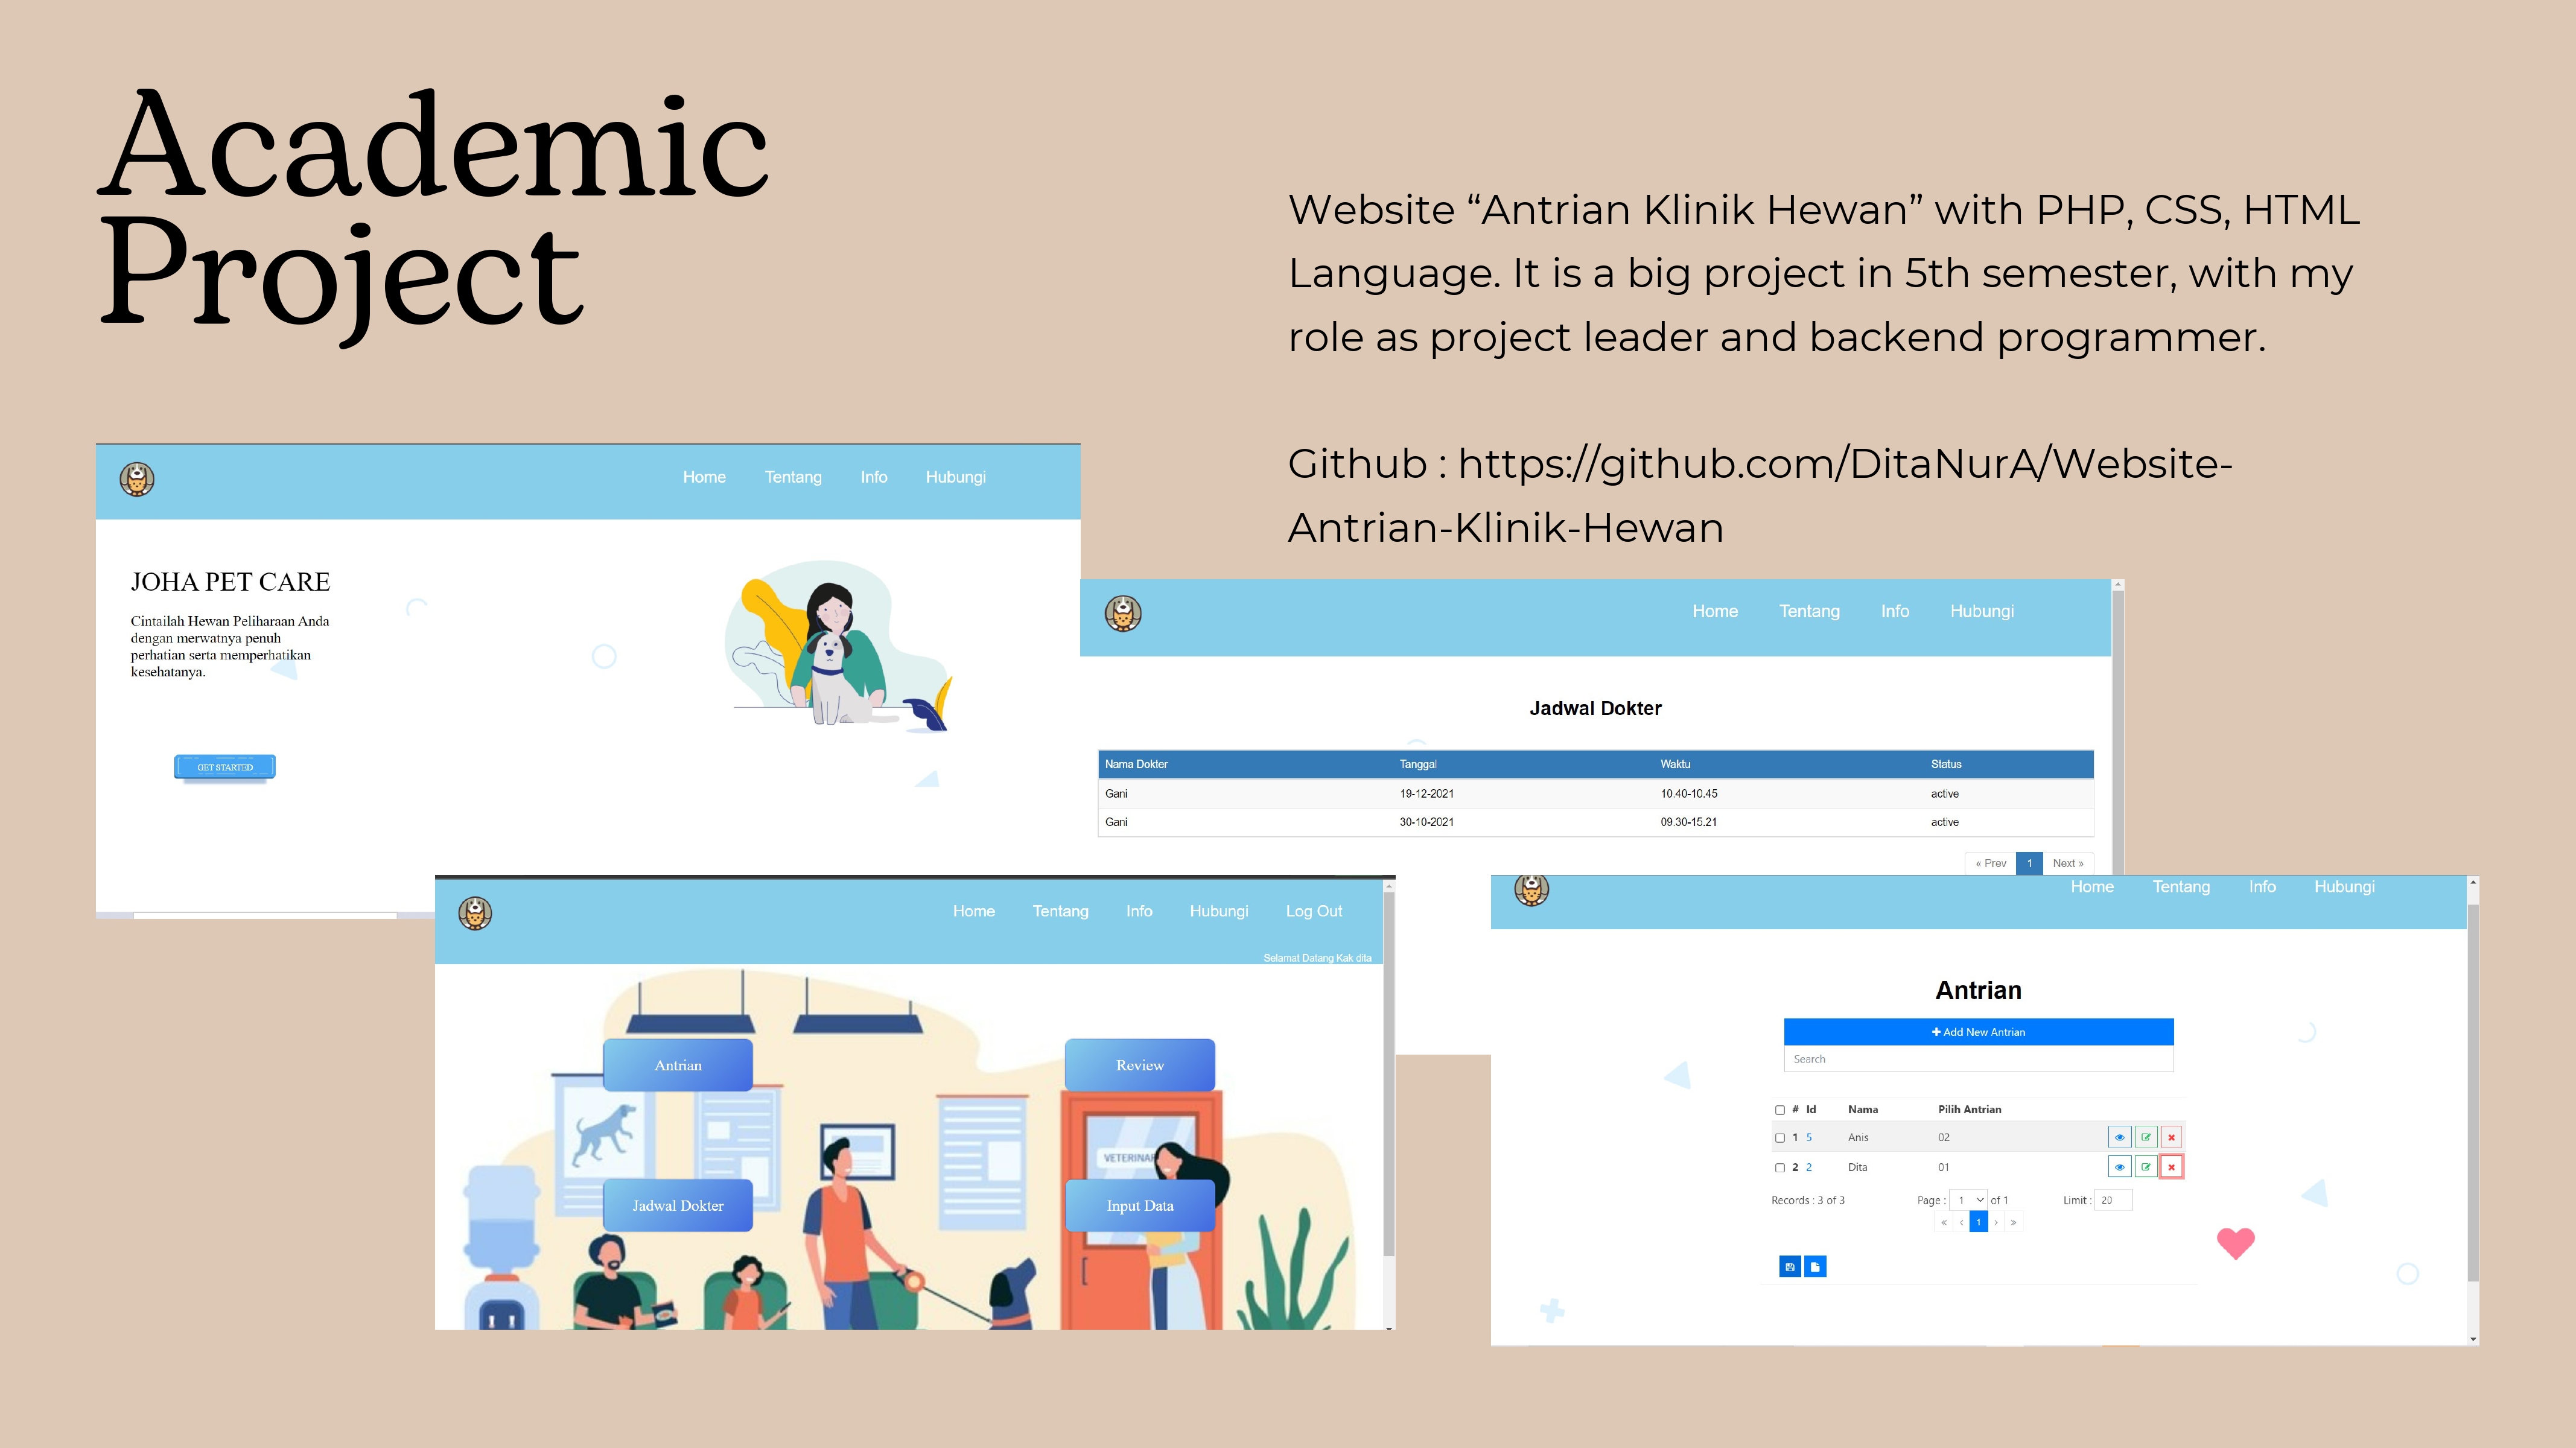 Academic
Project
Website “Antrian Klinik Hewan” with PHP, CSS, HTML
Language. It is a big project in 5th semester, with my
role as project leader and backend programmer.
Github : https://github.com/DitaNurA/Website-
Antrian-Klinik-Hewan
Home Tentang Info Hubungi
JOHA PET CARE
Cintailah Hewan Peliharaan Anda
dengan merwatnya penuh
perhatian serta memperhatikan
kesehatanya.
GET STARTED
Home Tentang Info Hubungi
Jadwal Dokter
Nama Dokter Tanggal Waktu Status
Gani 19-12-2021 10.40-10.45 active
Gani 30-10-2021 09.30-15.21 active
« Prev 1 Next »
Home Tentang Info Hubungi Log Out
Selamat Datang Kak dita
Antrian Review
VETERINAR
Jadwal Dokter Input Data
Home Tentang Info Hubungi
Antrian
+ Add New Antrian
Search
# Id Nama Pilih Antrian
1 5 Anis 02
2 2 Dita 01
Records : 3 of 3 Page : 1 of 1 Limit : 20
« ‹ 1 › »